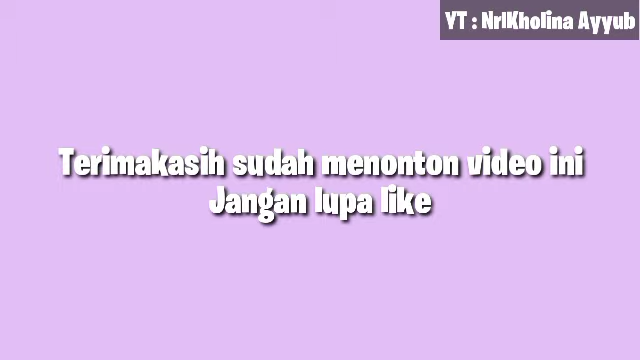 YT : NrlKholina Ayyub
Terimakasih sudah menonton video ini
Jangan lupa like